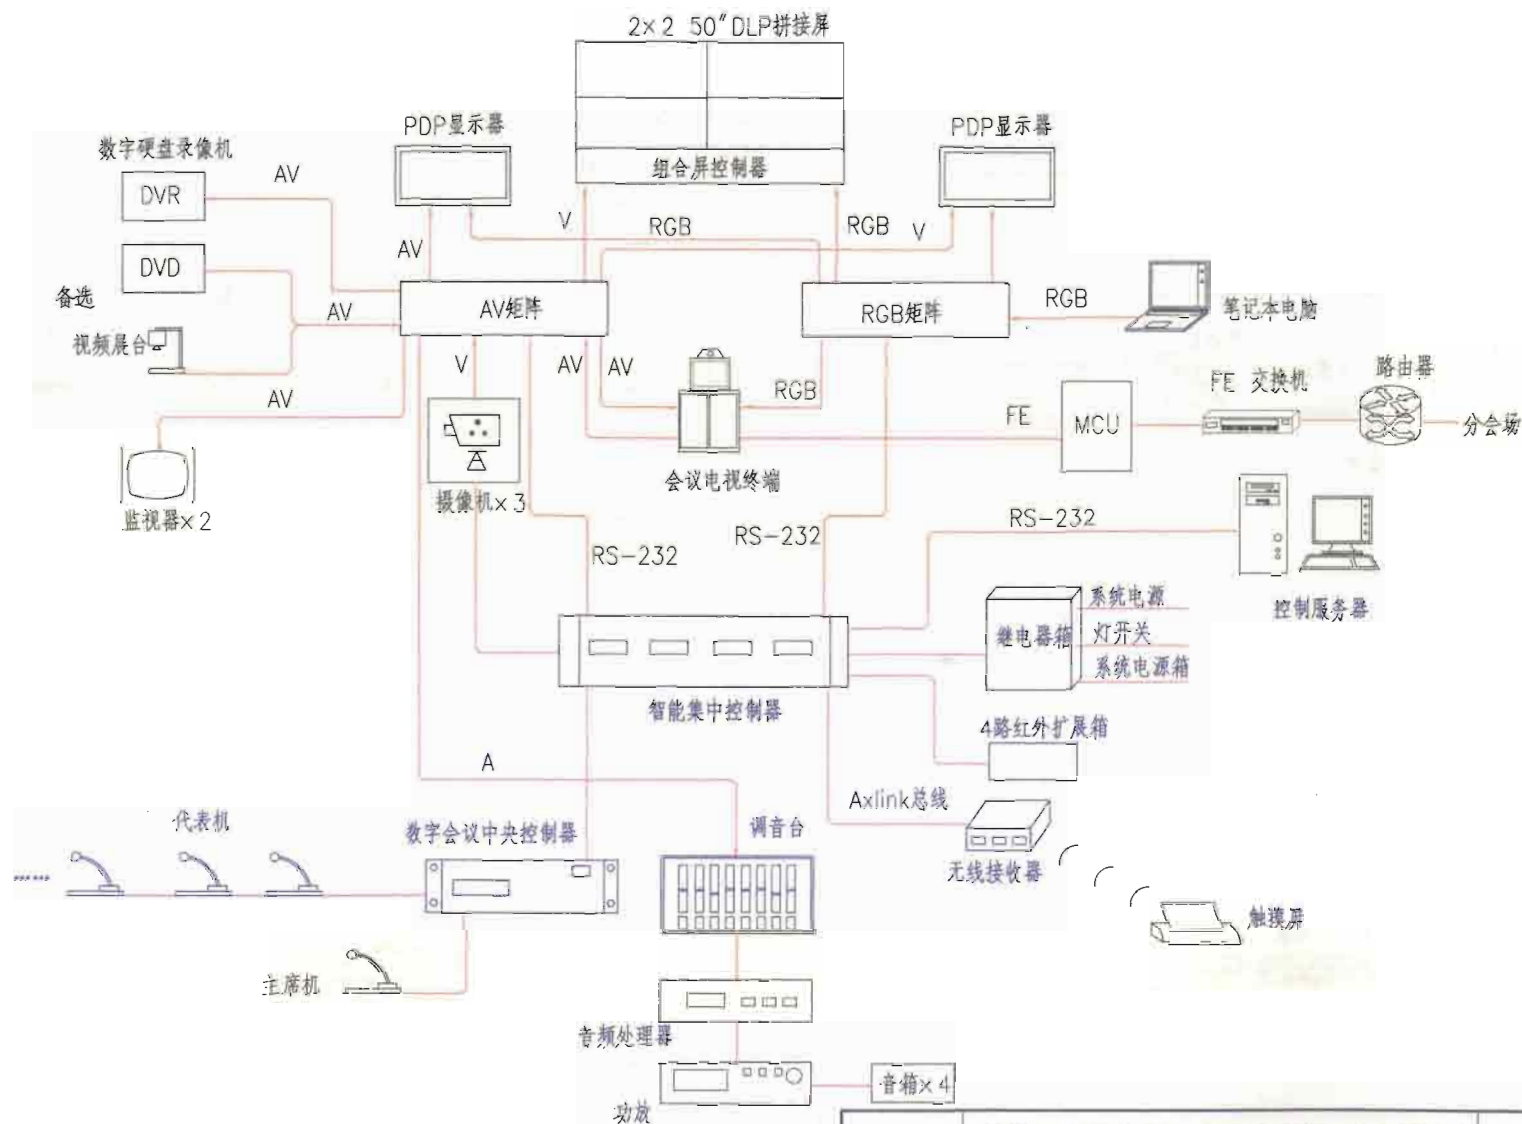 2×2 50"DLP拼接屏
PDP显示器
PDP显示器
数字硬盘录像机
组合屏控制器
AV
DVR
V
RGB
RGB
V
AV
DVD
备选
AV
AV矩阵
RGB矩阵
RGB
笔记本电脑
视频展台
V
AV
AV
RGB
FE 交换机
路由器
AV
FE
MCU
分会场
会议电视终端
摄像机×3
监视器×2
RS-232
RS-232
RS-232
系统电源
控制服务器
继电器箱
灯开关
系统电源箱
智能集中控制器
4路红外扩展箱
A
Axlink总线
代表机
数字会议中央控制器
调音台
无线接收器
......
触摸屏
主席机
音频处理器
音箱×4
功放